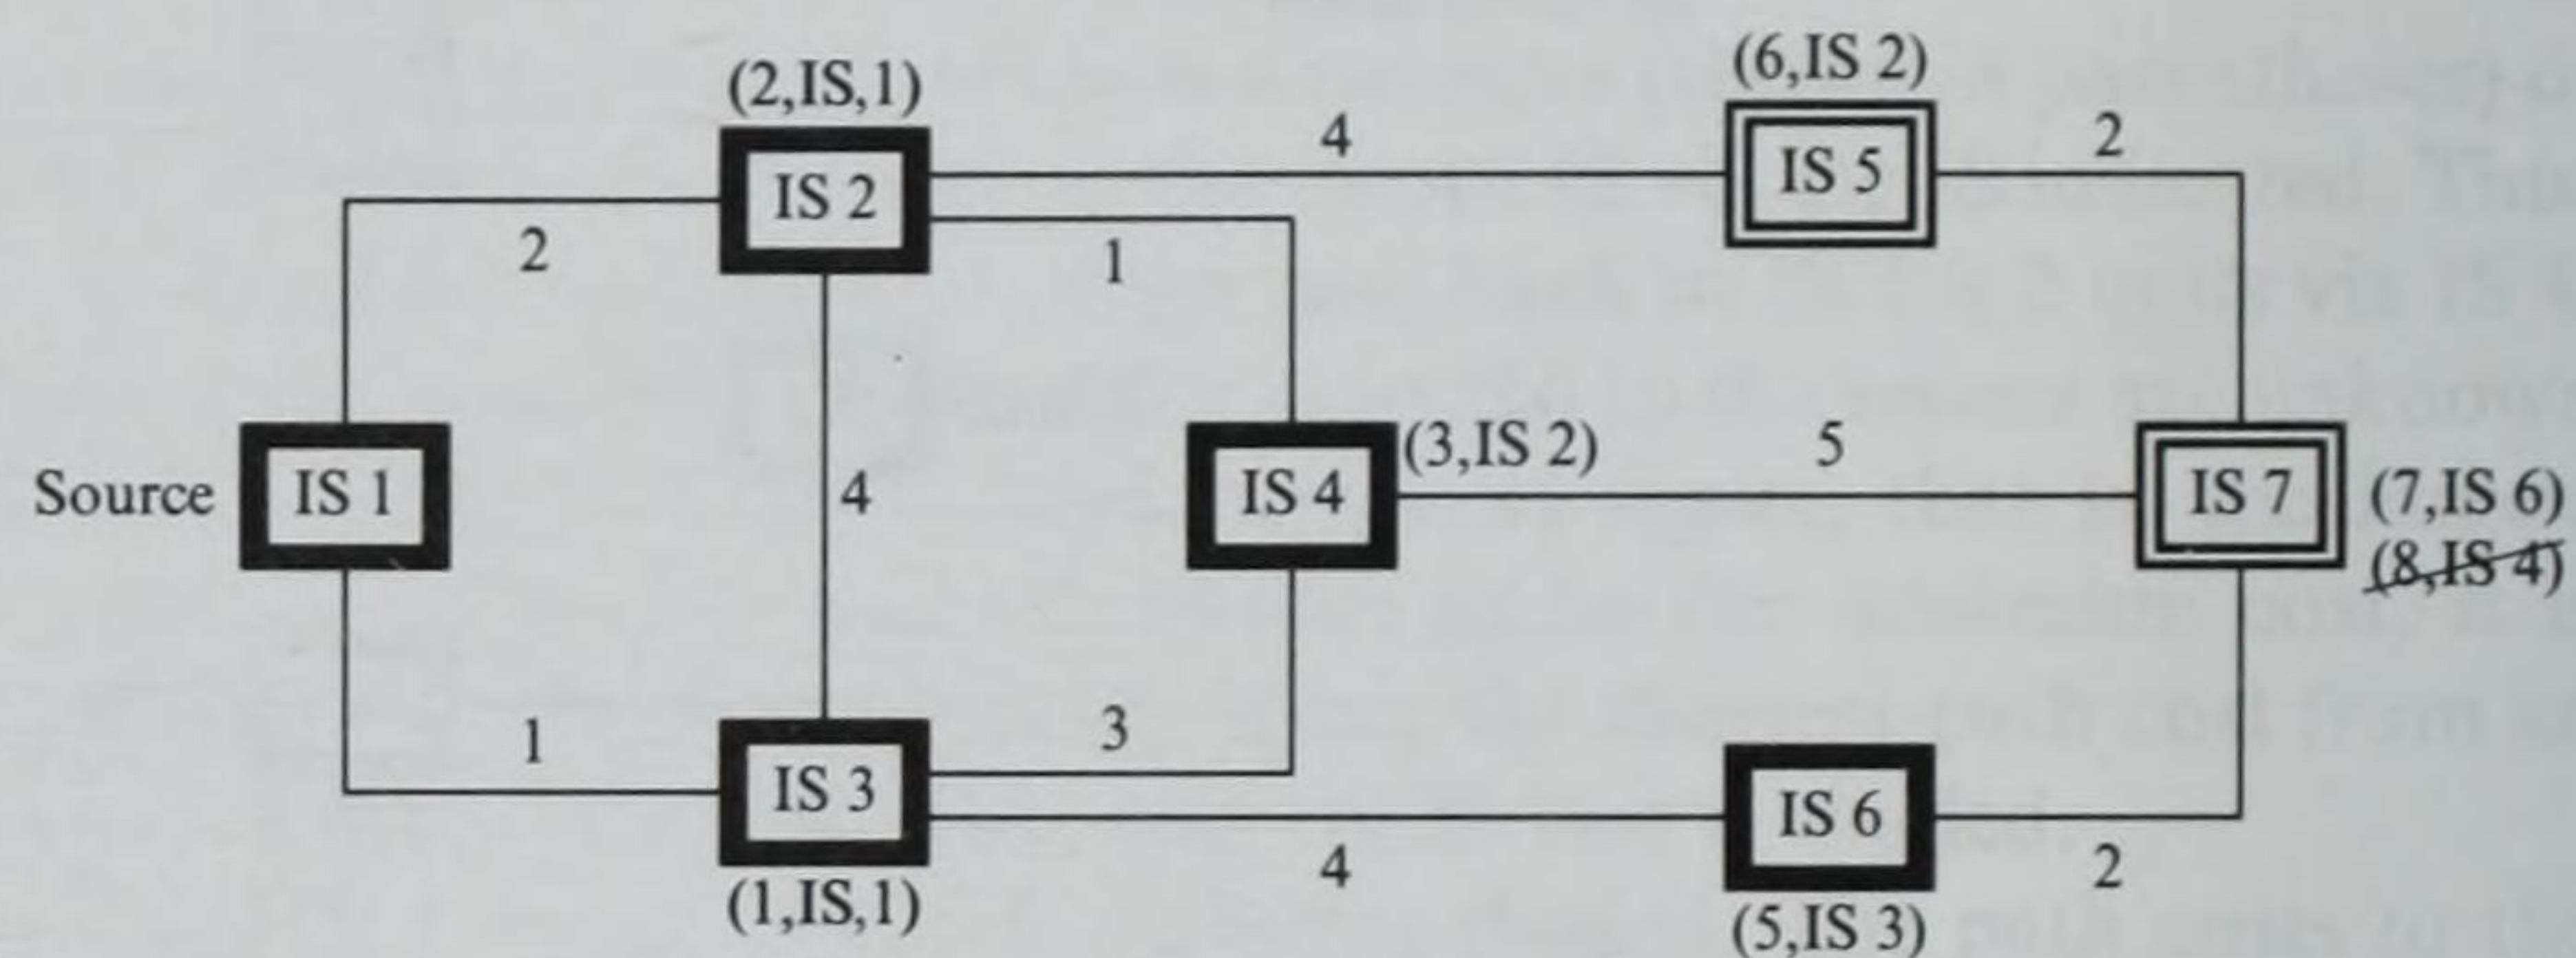 (6,IS 2)
(2,IS,1)
4
2
IS 5
IS 2
2
1
(3,IS 2)
5
Source
IS 1
4
IS 4
IS 7
(7,IS 6)
(8,IS 4)
1
3
IS 3
IS 6
4
2
(1,IS,1)
(5,IS 3)